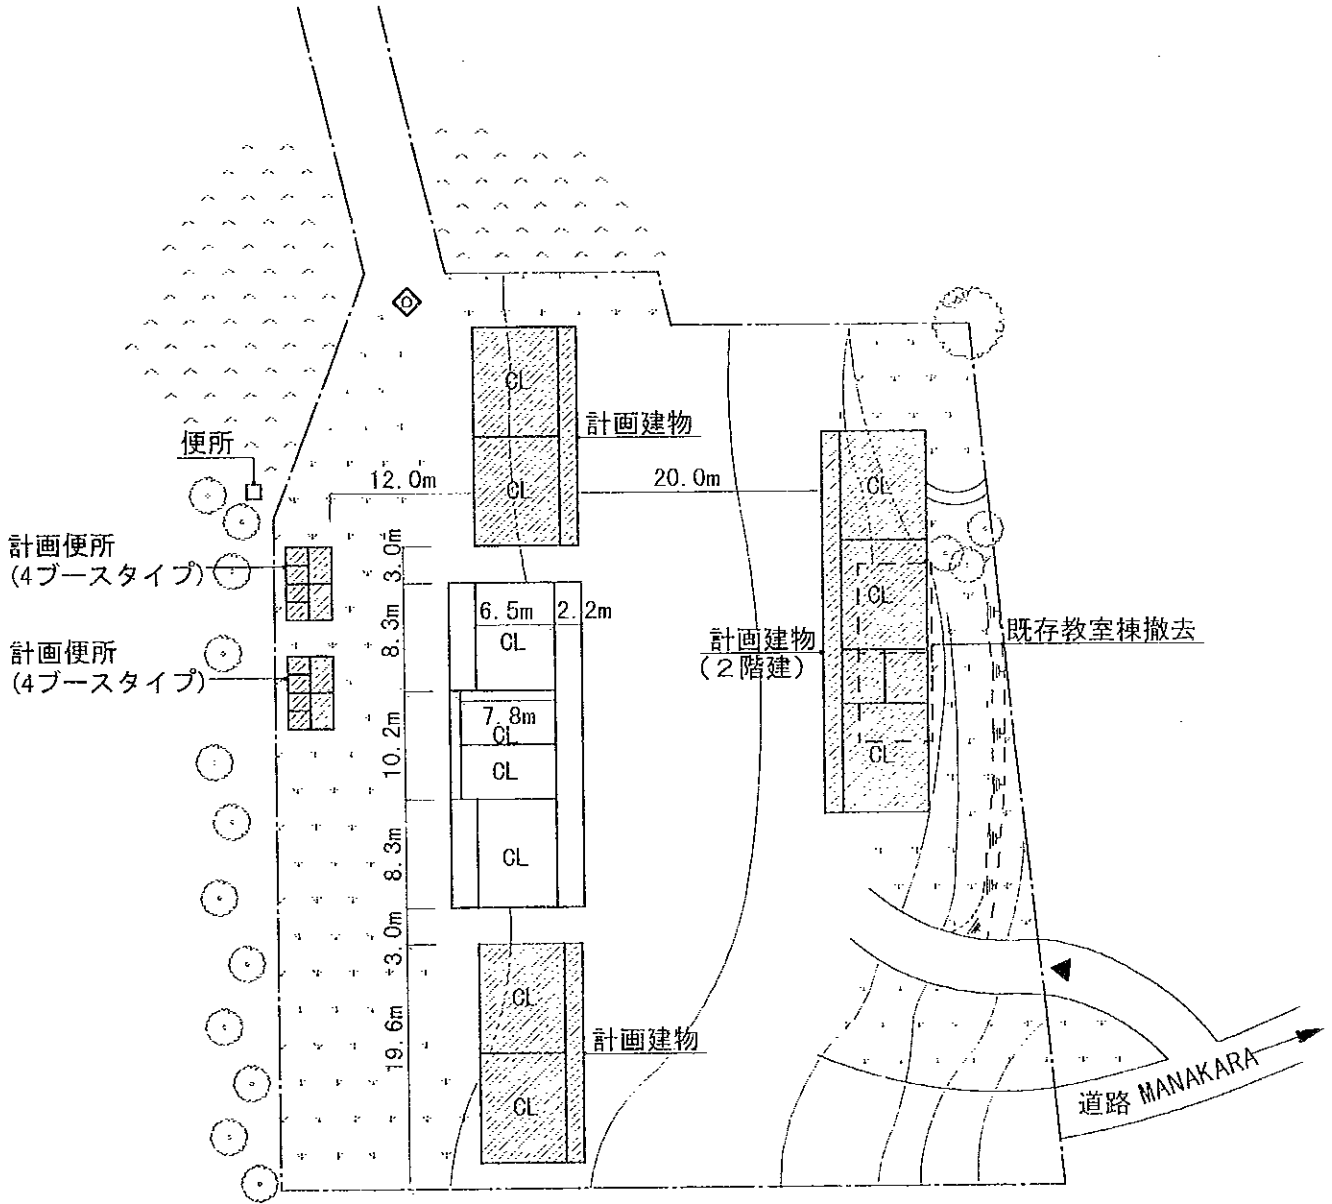 CL
計画建物
便所
12.0m
CL
20.0m
CL
計画便所
(4ブースタイプ)
3.0m
8.3m
6.5m
2.2m
CL
CL
計画建物
(2階建)
既存教室棟撤去
計画便所
(4ブースタイプ)
10.2m
7.8m
CL
CL
CL
8.3m
CL
3.0m
19.6m
CL
計画建物
CL
道路 MANAKARA